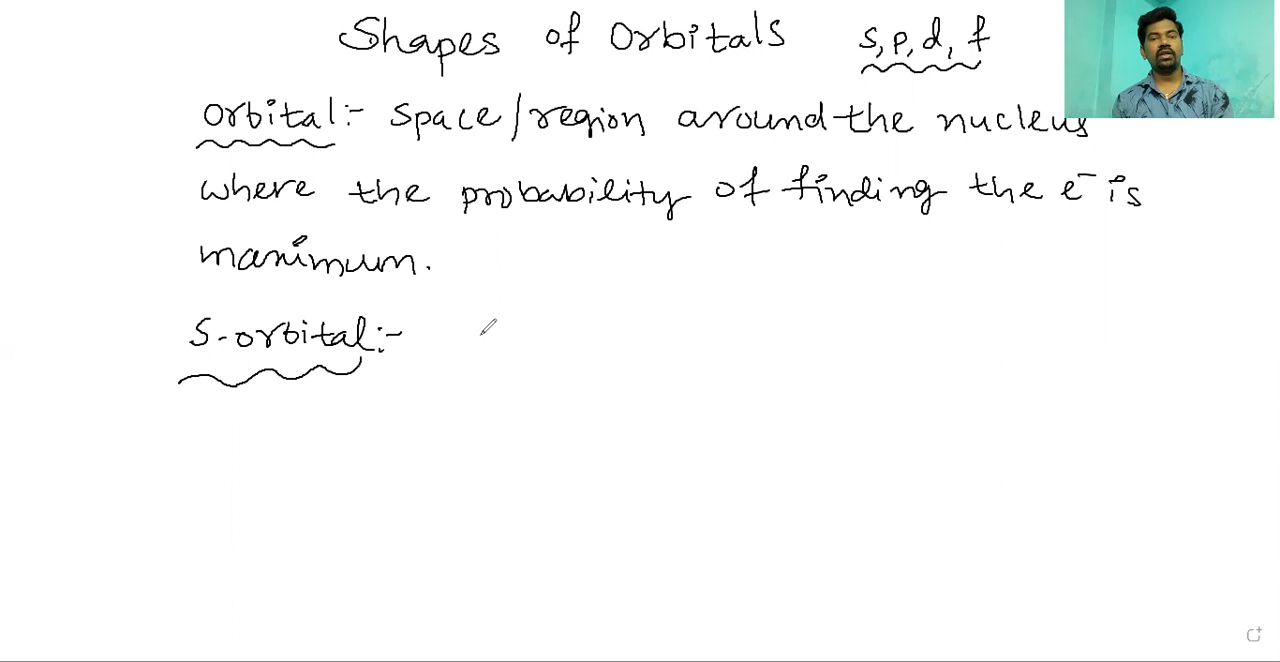 Shapes of Orbitals s, p, d, f
Orbital :- space/region around the nucleus
where the probability of finding the e⁻ is
maximum.
S-orbital :-